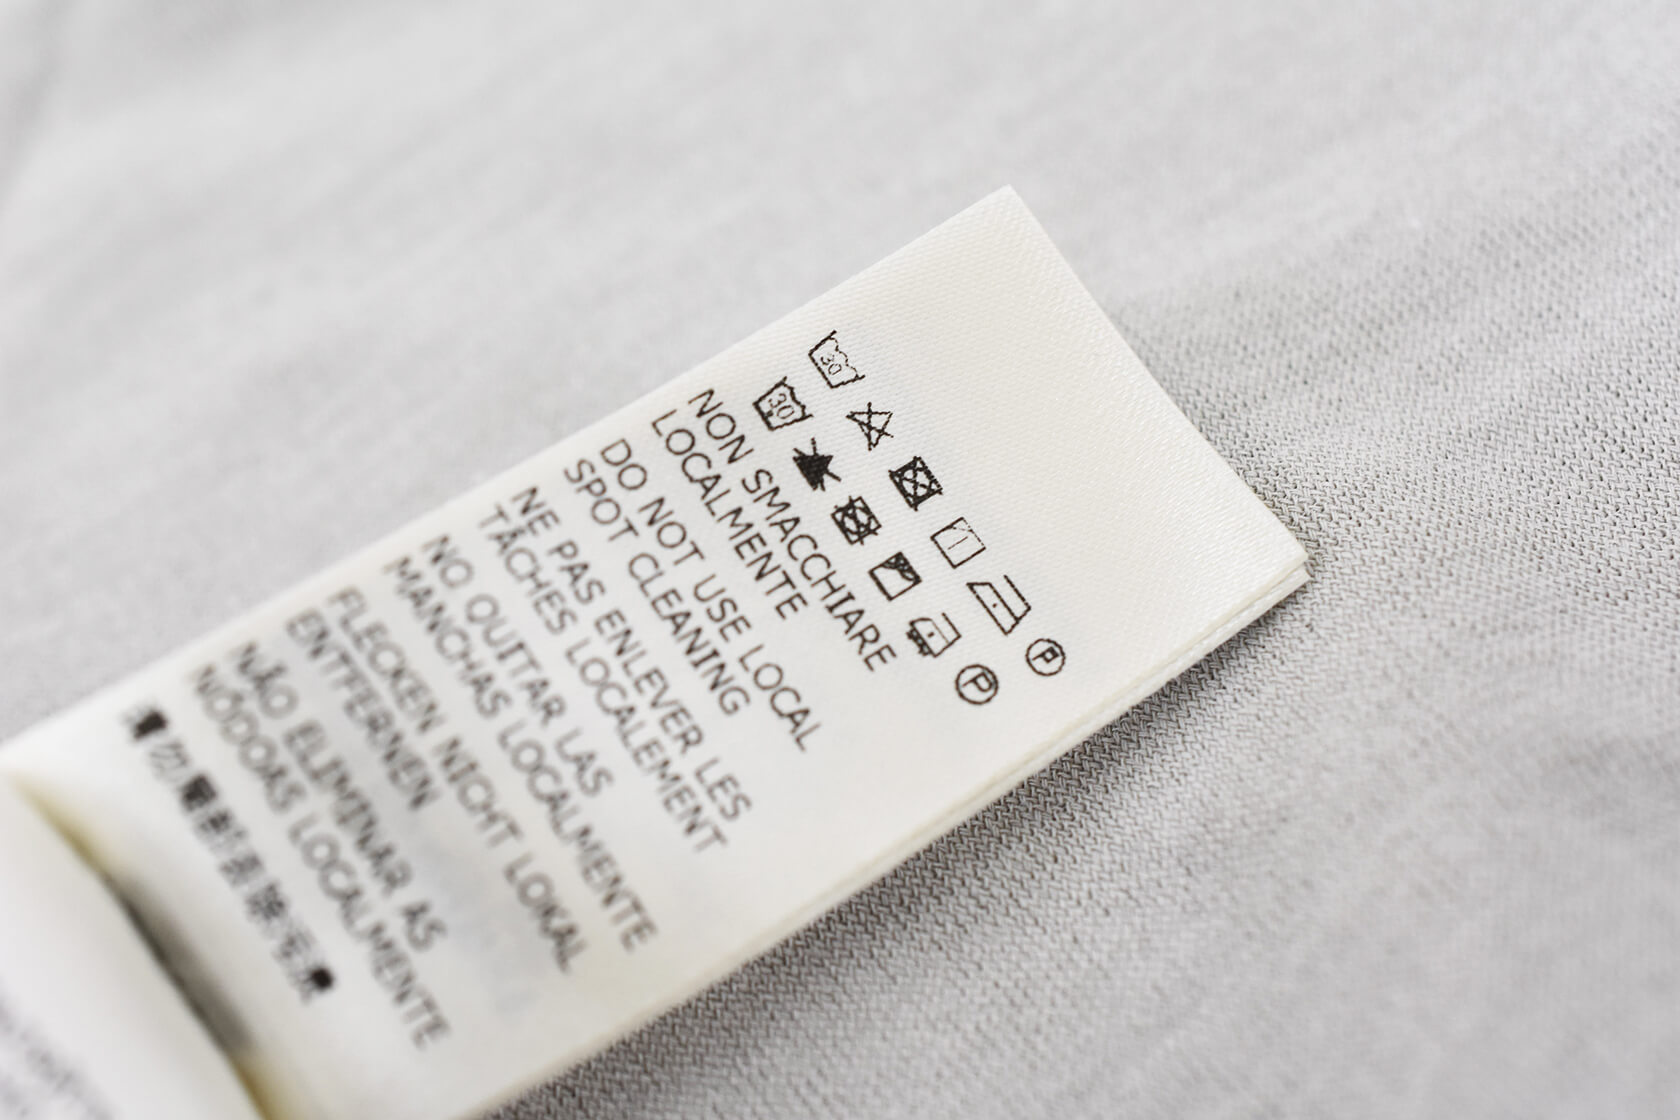 30
30
P
P
NON SMACCHIARE
LOCALMENTE
DO NOT USE LOCAL
SPOT CLEANING
NE PAS ENLEVER LES
TÂCHES LOCALEMENT
NO QUITAR LAS
MANCHAS LOCALMENTE
FLECKEN NICHT LOKAL
ENTFERNEN
NÃO ELIMINAR AS
NÓDOAS LOCALMENTE